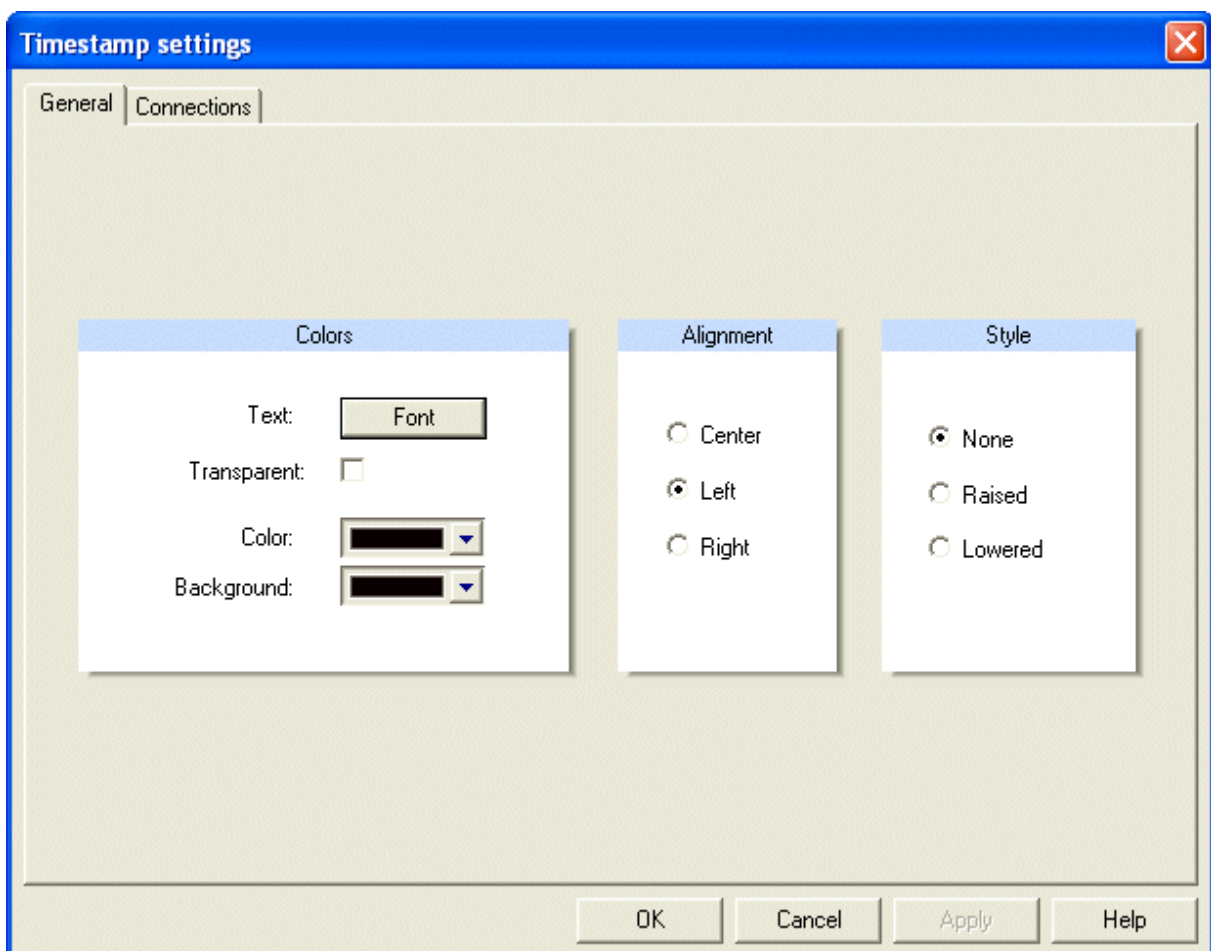 Timestamp settings
General
Connections
Colors
Text:
Font
Transparent:
Color:
Background:
Alignment
Center
Left
Right
Style
None
Raised
Lowered
OK
Cancel
Apply
Help